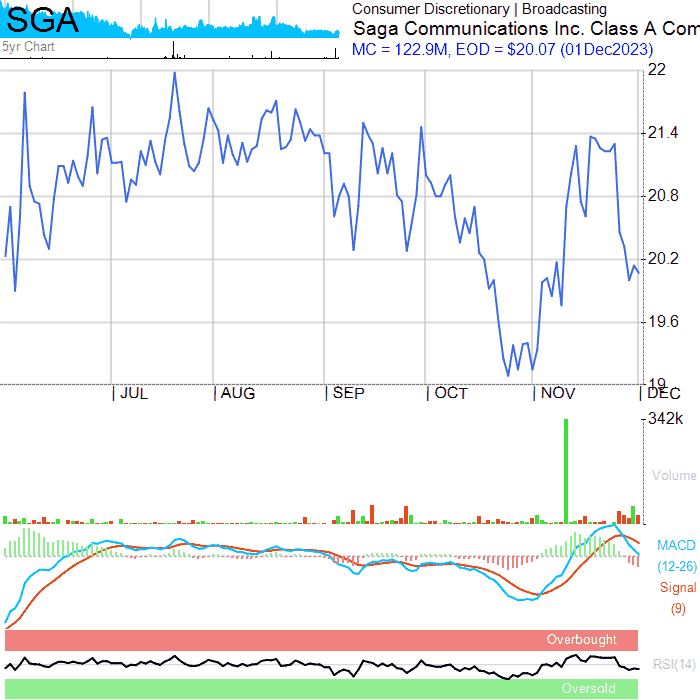 SGA
5yr Chart
Consumer Discretionary | Broadcasting
Saga Communications Inc. Class A Com
MC = 122.9M, EOD = $20.07 (01Dec2023)
22
21.4
20.8
20.2
19.6
19
JUL AUG SEP OCT NOV DEC
342k
Volume
MACD
(12-26)
Signal
(9)
Overbought
RSI(14)
Oversold